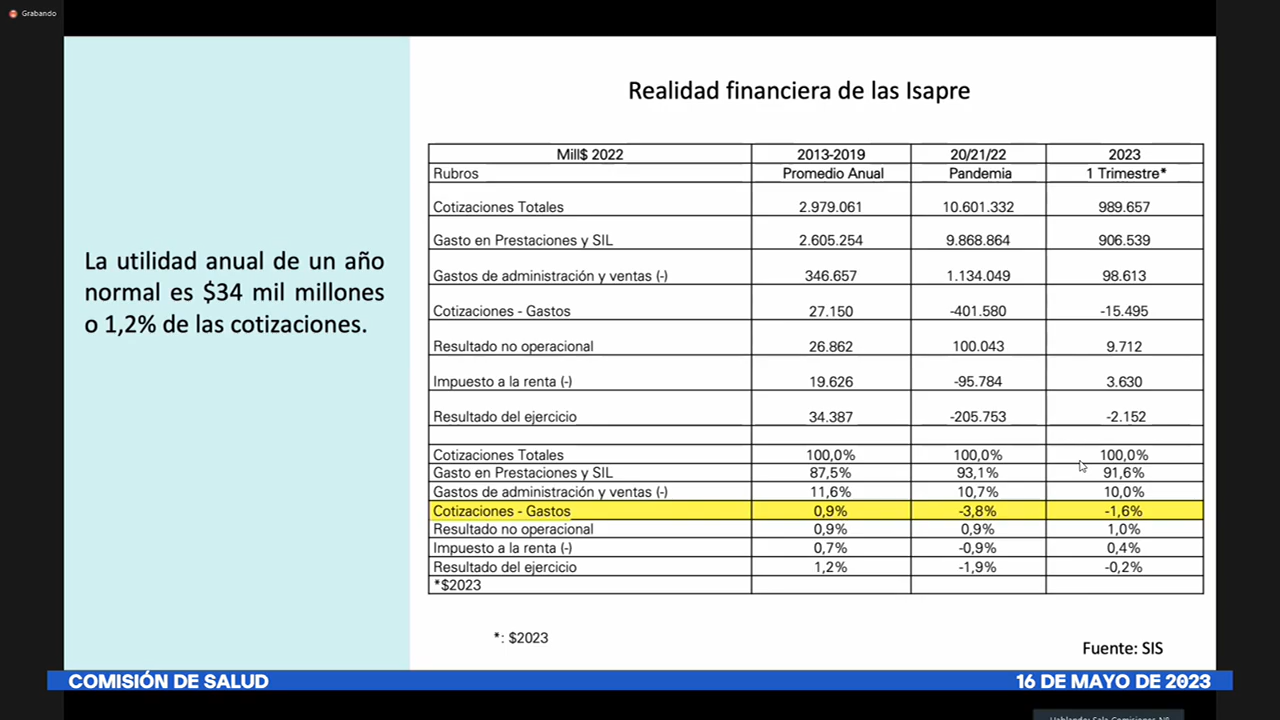 Grabando
Realidad financiera de las Isapre
La utilidad anual de un año
normal es $34 mil millones
o 1,2% de las cotizaciones.
Mill$ 2022 2013-2019 20/21/22 2023
Rubros Promedio Anual Pandemia 1 Trimestre*
Cotizaciones Totales 2.979.061 10.601.332 989.657
Gasto en Prestaciones y SIL 2.605.254 9.868.864 906.539
Gastos de administración y ventas (-) 346.657 1.134.049 98.613
Cotizaciones - Gastos 27.150 -401.580 -15.495
Resultado no operacional 26.862 100.043 9.712
Impuesto a la renta (-) 19.626 -95.784 3.630
Resultado del ejercicio 34.387 -205.753 -2.152
Cotizaciones Totales 100,0% 100,0% 100,0%
Gasto en Prestaciones y SIL 87,5% 93,1% 91,6%
Gastos de administración y ventas (-) 11,6% 10,7% 10,0%
Cotizaciones - Gastos 0,9% -3,8% -1,6%
Resultado no operacional 0,9% 0,9% 1,0%
Impuesto a la renta (-) 0,7% -0,9% 0,4%
Resultado del ejercicio 1,2% -1,9% -0,2%
*$2023
*: $2023
Fuente: SIS
COMISIÓN DE SALUD 16 DE MAYO DE 2023